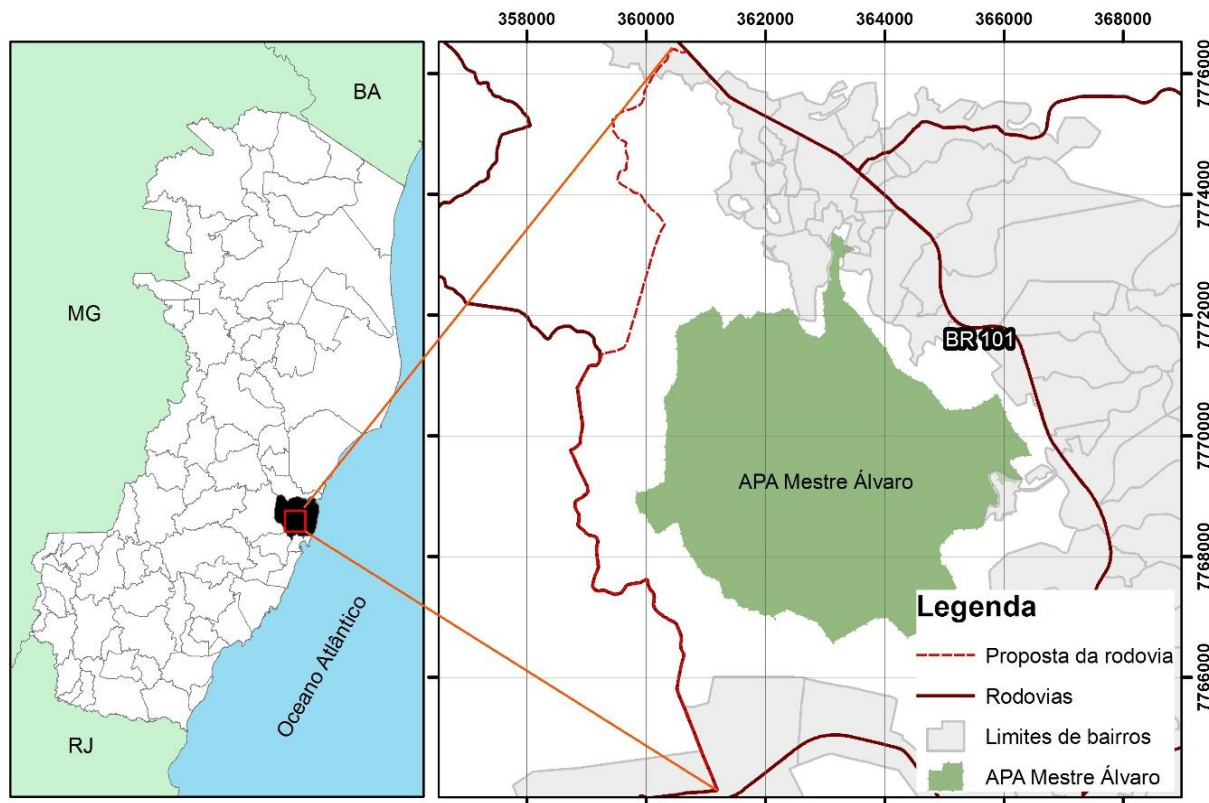 358000
360000
362000
364000
366000
368000
BA
MG
RJ
Oceano Atlântico
7776000
7774000
7772000
7770000
7768000
7766000
BR 101
APA Mestre Álvaro
Legenda
Proposta da rodovia
Rodovias
Limites de bairros
APA Mestre Álvaro